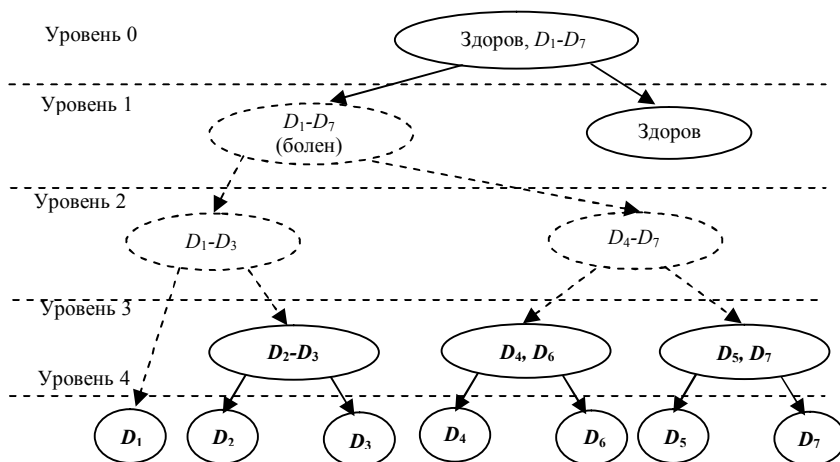 Уровень 0
Здоров, D₁-D₇
Уровень 1
D₁-D₇
(болен)
Здоров
Уровень 2
D₁-D₃
D₄-D₇
Уровень 3
D₂-D₃
D₄, D₆
D₅, D₇
Уровень 4
D₁
D₂
D₃
D₄
D₆
D₅
D₇